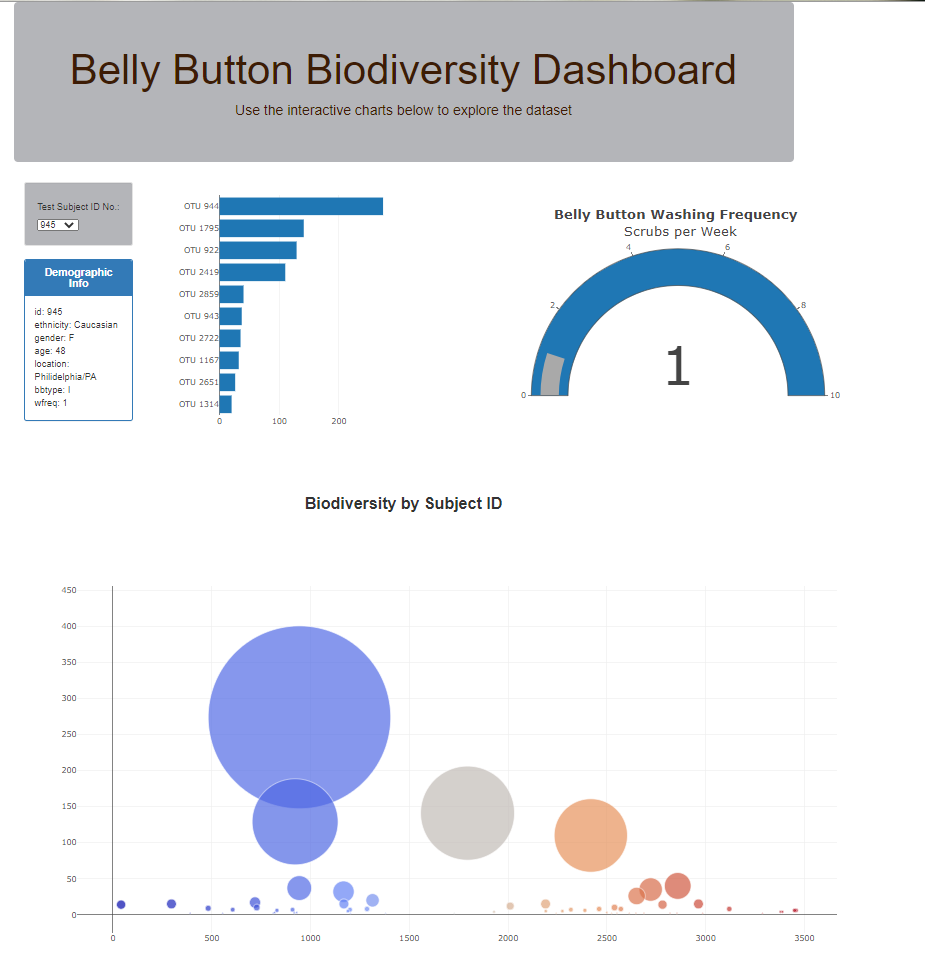 Belly Button Biodiversity Dashboard
Use the interactive charts below to explore the dataset
Test Subject ID No.:
945
Demographic
Info
id: 945
ethnicity: Caucasian
gender: F
age: 48
location:
Philidelphia/PA
bbtype: I
wfreq: 1
OTU 944
OTU 1795
OTU 922
OTU 2419
OTU 2859
OTU 943
OTU 2722
OTU 1167
OTU 2651
OTU 1314
0 100 200
Belly Button Washing Frequency
Scrubs per Week
4 6
2 8
1
0 10
Biodiversity by Subject ID
450
400
350
300
250
200
150
100
50
0
0 500 1000 1500 2000 2500 3000 3500